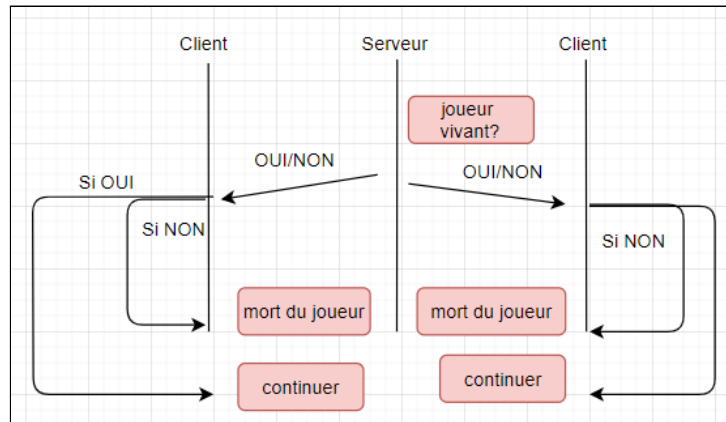 Client
Serveur
Client
joueur
vivant?
OUI/NON
OUI/NON
Si OUI
Si NON
Si NON
mort du joueur
mort du joueur
continuer
continuer